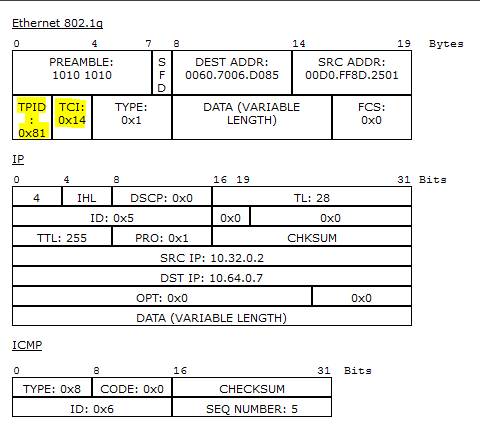 Ethernet 802.1q
0 4 7 8 14 19 Bytes
PREAMBLE: 1010 1010
S F D
DEST ADDR: 0060.7006.D085
SRC ADDR: 00D0.FF8D.2501
TPID : 0x81
TCI: 0x14
TYPE: 0x1
DATA (VARIABLE LENGTH)
FCS: 0x0
IP
0 4 8 16 19 31 Bits
4 IHL DSCP: 0x0 TL: 28
ID: 0x5 0x0 0x0
TTL: 255 PRO: 0x1 CHKSUM
SRC IP: 10.32.0.2
DST IP: 10.64.0.7
OPT: 0x0 0x0
DATA (VARIABLE LENGTH)
ICMP
0 8 16 31 Bits
TYPE: 0x8 CODE: 0x0 CHECKSUM
ID: 0x6 SEQ NUMBER: 5